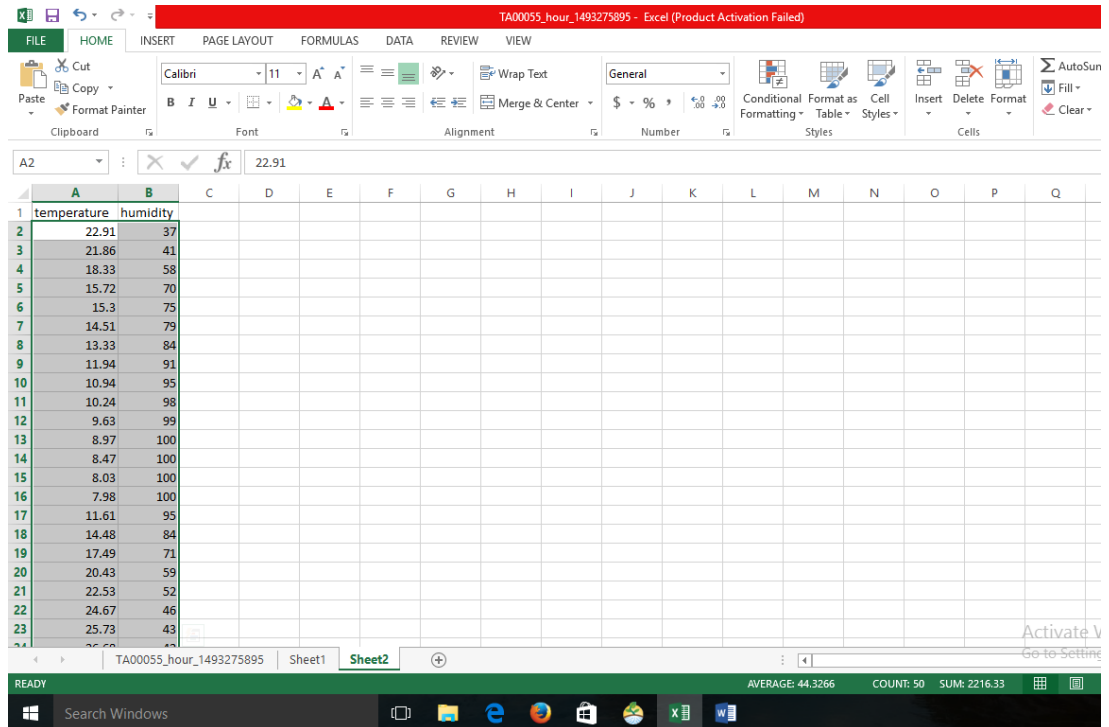 TA00055_hour_1493275895 - Excel (Product Activation Failed)
FILE HOME INSERT PAGE LAYOUT FORMULAS DATA REVIEW VIEW
Paste
Cut
Copy
Format Painter
Clipboard
Calibri 11
B I U
Font
Wrap Text
Merge & Center
Alignment
General
$ % ,
Number
Conditional Formatting
Format as Table
Cell Styles
Styles
Insert Delete Format
Cells
AutoSum
Fill
Clear
A2 fx 22.91
A B C D E F G H I J K L M N O P Q
1 temperature humidity
2 22.91 37
3 21.86 41
4 18.33 58
5 15.72 70
6 15.3 75
7 14.51 79
8 13.33 84
9 11.94 91
10 10.94 95
11 10.24 98
12 9.63 99
13 8.97 100
14 8.47 100
15 8.03 100
16 7.98 100
17 11.61 95
18 14.48 84
19 17.49 71
20 20.43 59
21 22.53 52
22 24.67 46
23 25.73 43
Activate
Go to Setting
TA00055_hour_1493275895 Sheet1 Sheet2
READY AVERAGE: 44.3266 COUNT: 50 SUM: 2216.33
Search Windows